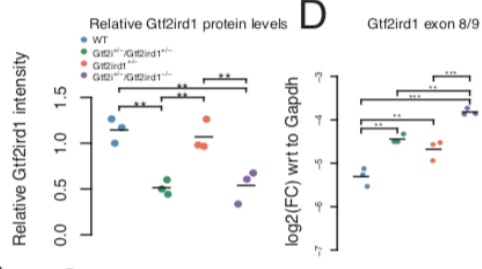 Relative Gtf2ird1 protein levels
WT
Gtf2i⁺/⁻/Gtf2ird1⁺/⁻
Gtf2ird1⁺/⁻
Gtf2i⁺/⁻/Gtf2ird1⁻/⁻
**
**
**
**
Relative Gtf2ird1 intensity
1.5
1.0
0.5
0.0
D
Gtf2ird1 exon 8/9
***
**
***
**
**
log2(FC) wrt to Gapdh
−3
−4
−5
−6
−7